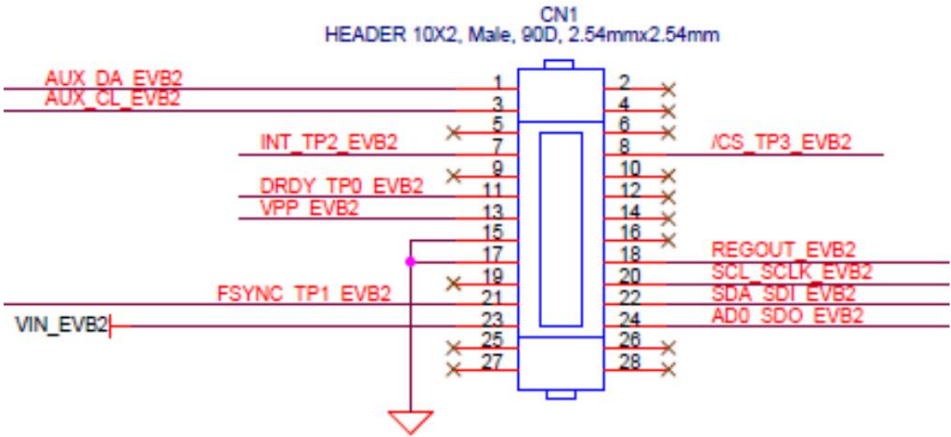 CN1
HEADER 10X2, Male, 90D, 2.54mmx2.54mm
AUX_DA_EVB2 1 2
AUX_CL_EVB2 3 4
5 6
INT_TP2_EVB2 7 8 /CS_TP3_EVB2
9 10
DRDY_TP0_EVB2 11 12
VPP_EVB2 13 14
15 16
17 18 REGOUT_EVB2
19 20 SCL_SCLK_EVB2
FSYNC_TP1_EVB2 21 22 SDA_SDI_EVB2
VIN_EVB2 23 24 AD0_SDO_EVB2
25 26
27 28